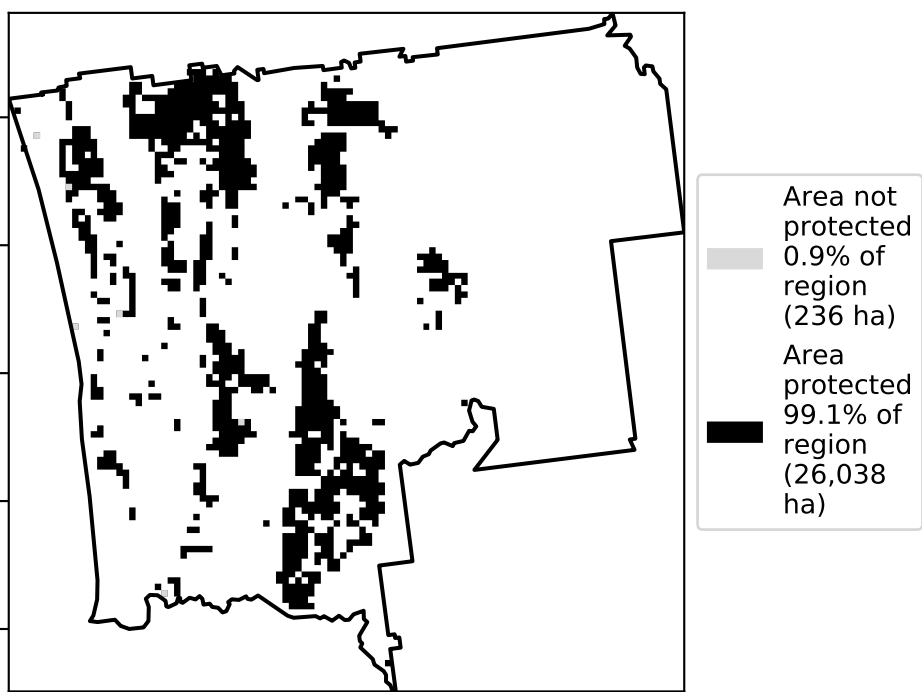 Area not
protected
0.9% of
region
(236 ha)
Area
protected
99.1% of
region
(26,038
ha)